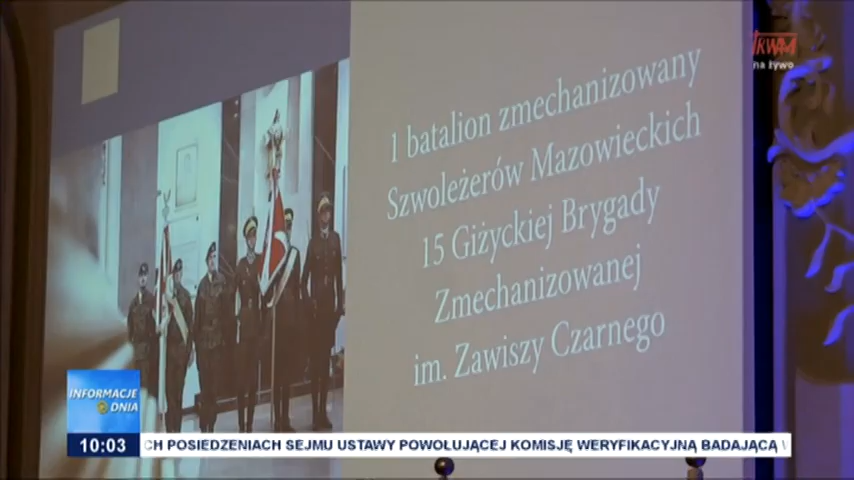 TRWAM
na żywo
1 batalion zmechanizowany
Szwoleżerów Mazowieckich
15 Giżyckiej Brygady
Zmechanizowanej
im. Zawiszy Czarnego
INFORMACJE
DNIA
10:03
CH POSIEDZENIACH SEJMU USTAWY POWOŁUJĄCEJ KOMISJĘ WERYFIKACYJNĄ BADAJĄCĄ